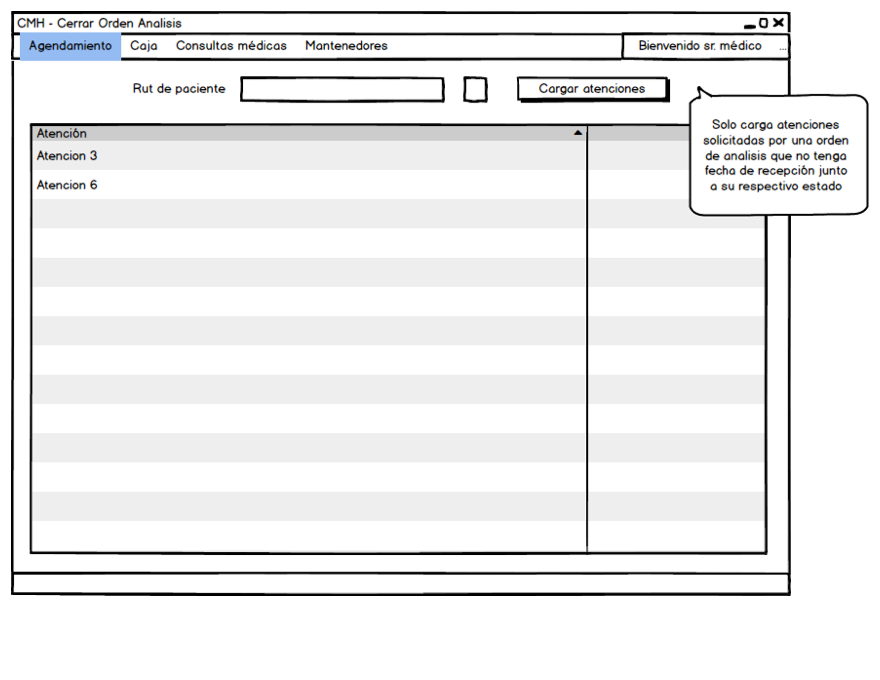 CMH - Cerrar Orden Analisis
Agendamiento Caja Consultas médicas Mantenedores Bienvenido sr. médico ...
Rut de paciente Cargar atenciones
Solo carga atenciones
solicitadas por una orden
de analisis que no tenga
fecha de recepción junto
a su respectivo estado
Atención
Atencion 3
Atencion 6